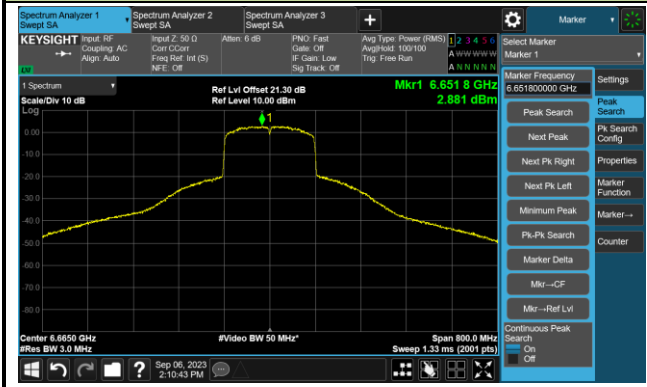 Spectrum Analyzer 1
Swept SA
Spectrum Analyzer 2
Swept SA
Spectrum Analyzer 3
Swept SA
Marker
KEYSIGHT
Input: RF
Coupling: AC
Align: Auto
Input Z: 50 Ω
Corr CCorr
Freq Ref: Int (S)
NFE: Off
Atten: 6 dB
PNO: Fast
Gate: Off
IF Gain: Low
Sig Track: Off
Avg Type: Power (RMS)
Avg|Hold: 100/100
Trig: Free Run
1 2 3 4 5 6
A W W W W W
A N N N N N
Select Marker
Marker 1
1 Spectrum
Scale/Div 10 dB
Log
Ref Lvl Offset 21.30 dB
Ref Level 10.00 dBm
Mkr1 6.651 8 GHz
2.881 dBm
1
0.00
-10.0
-20.0
-30.0
-40.0
-50.0
-60.0
-70.0
-80.0
Center 6.6650 GHz
#Res BW 3.0 MHz
#Video BW 50 MHz*
Span 800.0 MHz
Sweep 1.33 ms (2001 pts)
Marker Frequency
6.651800000 GHz
Peak Search
Next Peak
Next Pk Right
Next Pk Left
Minimum Peak
Pk-Pk Search
Marker Delta
Mkr→CF
Mkr→Ref Lvl
Continuous Peak
Search
On
Off
Settings
Peak
Search
Pk Search
Config
Properties
Marker
Function
Marker→
Counter
Sep 06, 2023
2:10:43 PM